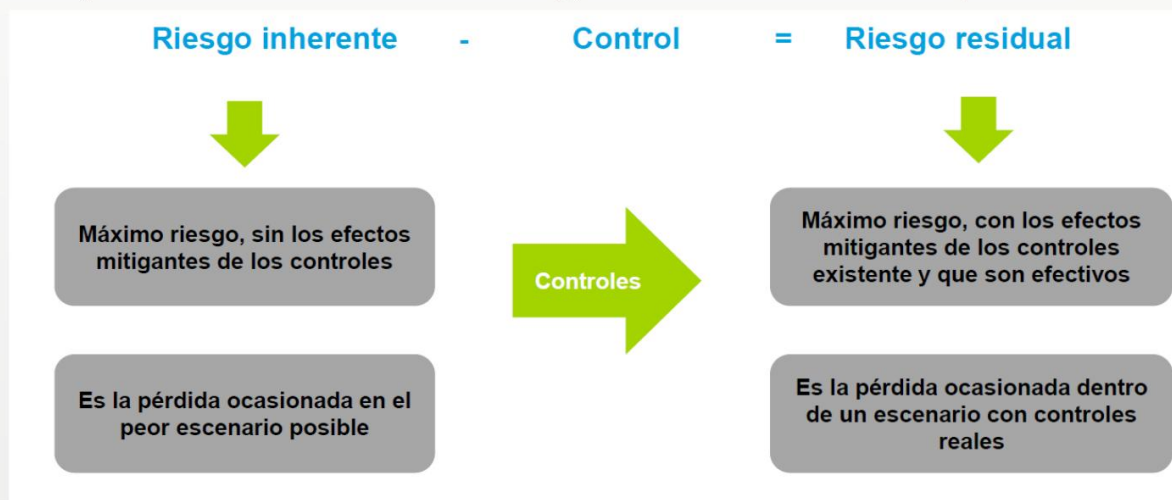 Riesgo inherente - Control = Riesgo residual
Máximo riesgo, sin los efectos
mitigantes de los controles
Controles
Máximo riesgo, con los efectos
mitigantes de los controles
existente y que son efectivos
Es la pérdida ocasionada en el
peor escenario posible
Es la pérdida ocasionada dentro
de un escenario con controles
reales